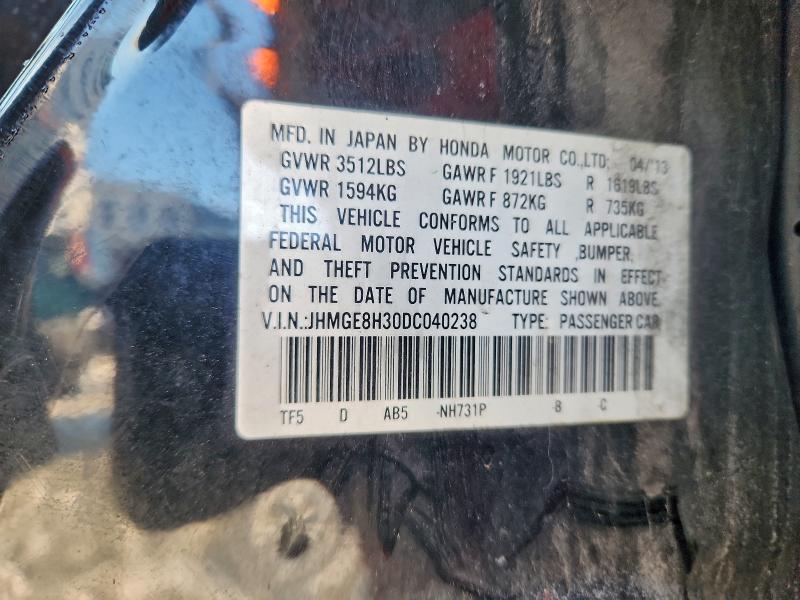 MFD. IN JAPAN BY HONDA MOTOR CO.,LTD: 04/'13
GVWR 3512LBS GAWR F 1921LBS R 1619LBS
GVWR 1594KG GAWR F 872KG R 735KG
THIS VEHICLE CONFORMS TO ALL APPLICABLE
FEDERAL MOTOR VEHICLE SAFETY ,BUMPER,
AND THEFT PREVENTION STANDARDS IN EFFECT
ON THE DATE OF MANUFACTURE SHOWN ABOVE.
V.I.N.:JHMGE8H30DC040238 TYPE: PASSENGER CAR
TF5 D AB5 -NH731P -B -C